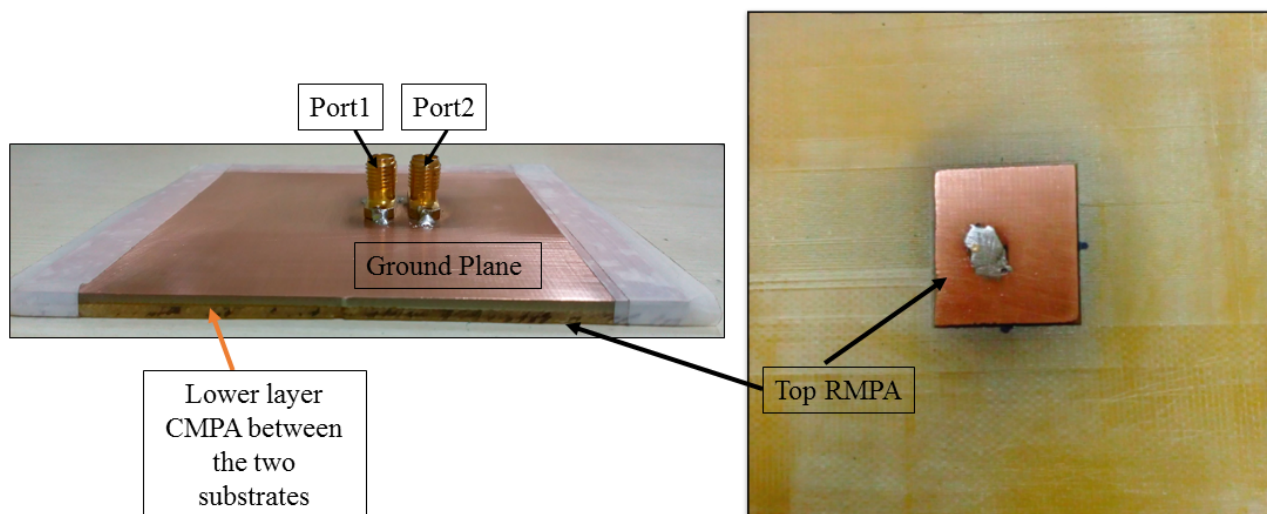 Port1
Port2
Ground Plane
Lower layer
CMPA between
the two
substrates
Top RMPA